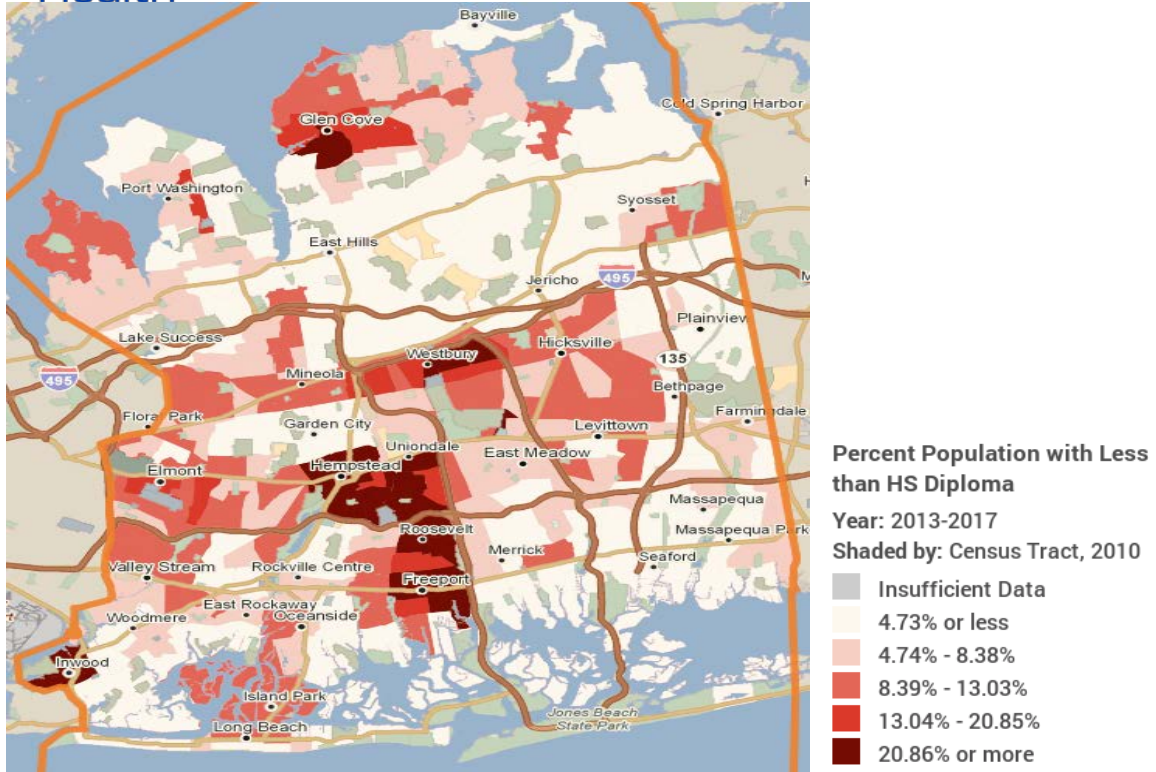 Health
Bayville
Cold Spring Harbor
Glen Cove
Port Washington
Syosset
East Hills
Jericho
495
Plainview
Lake Success
Hicksville
Westbury
135
495
Mineola
Bethpage
Floral Park
Farmingdale
Garden City
Levittown
Uniondale
East Meadow
Elmont
Hempstead
Massapequa
Roosevelt
Massapequa Park
Merrick
Seaford
Valley Stream
Rockville Centre
Freeport
East Rockaway
Woodmere
Oceanside
Inwood
Island Park
Jones Beach
State Park
Long Beach
Percent Population with Less
than HS Diploma
Year: 2013-2017
Shaded by: Census Tract, 2010
Insufficient Data
4.73% or less
4.74% - 8.38%
8.39% - 13.03%
13.04% - 20.85%
20.86% or more